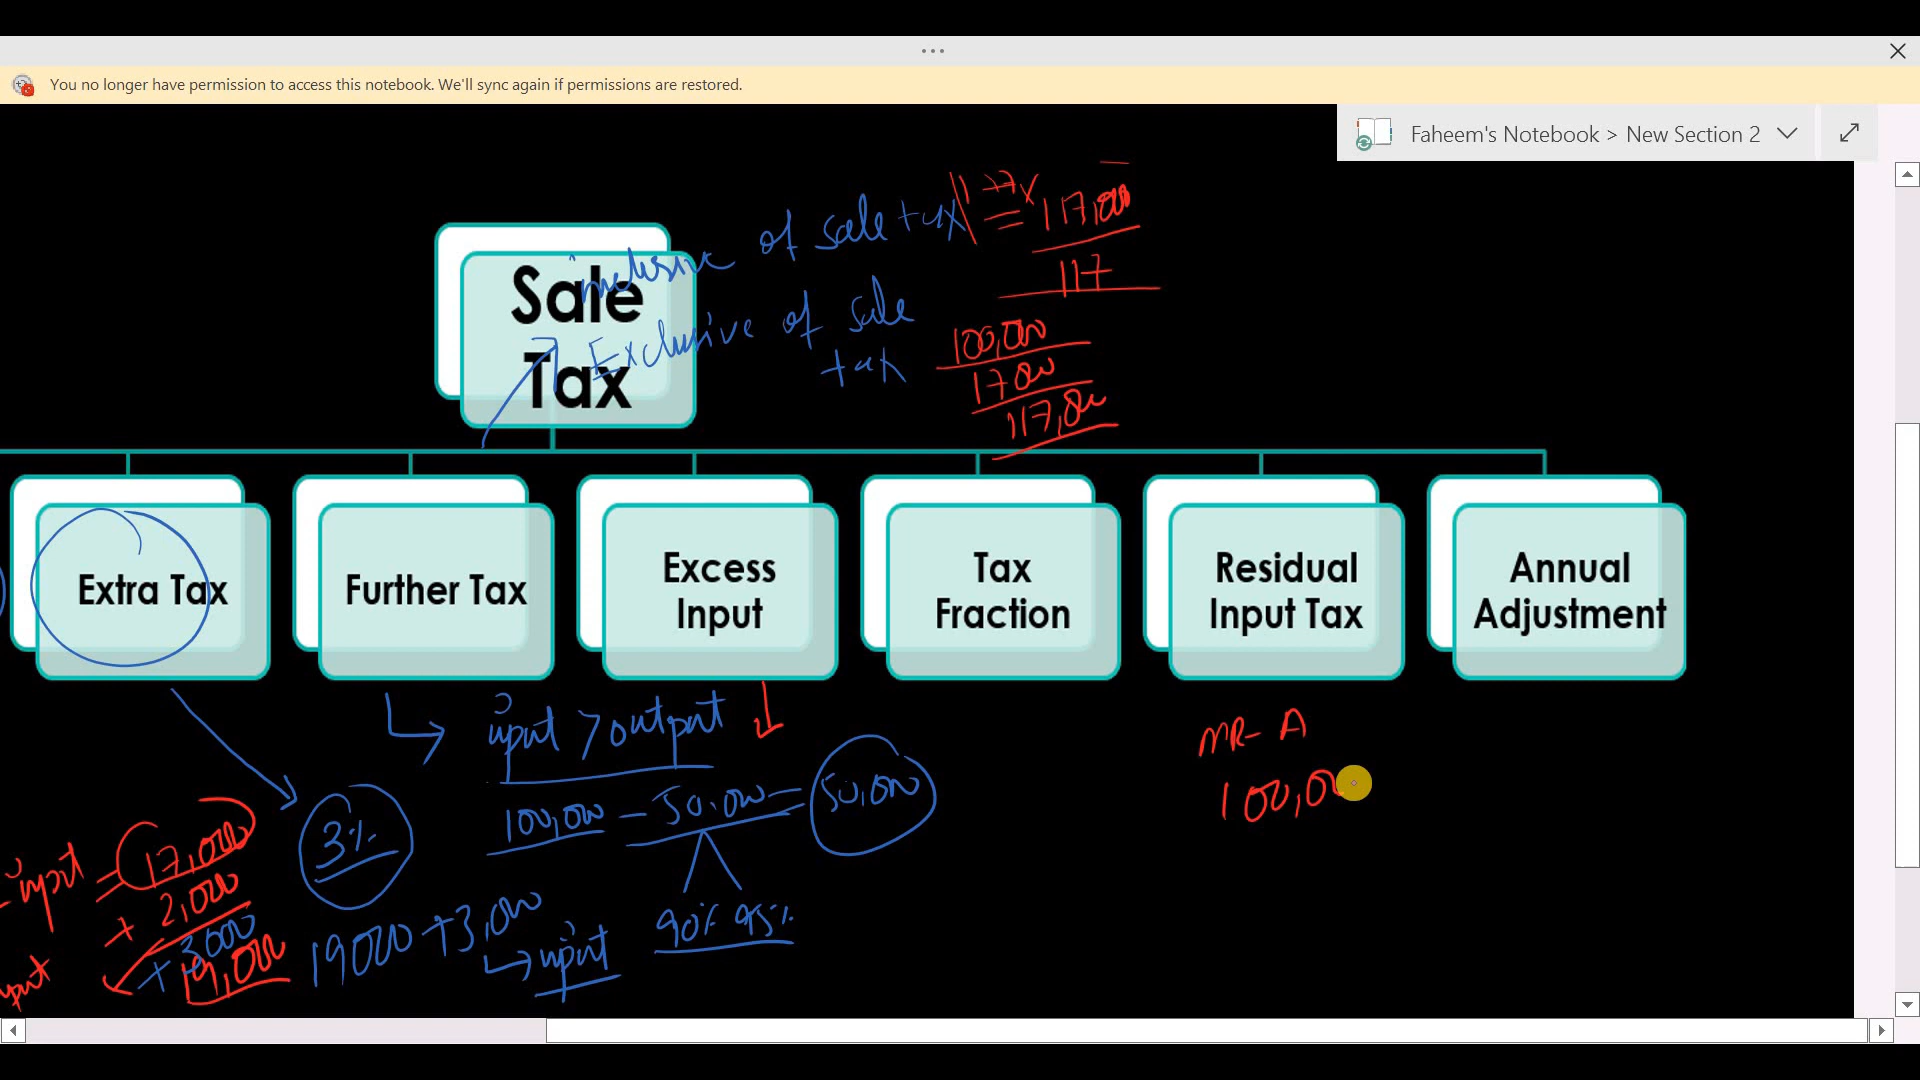 You no longer have permission to access this notebook. We'll sync again if permissions are restored.
Faheem's Notebook > New Section 2
Sale
Tax
inclusive of sale tax
17
= 117,000
117
Exclusive of sale
tax
100,000
17000
117,000
Extra Tax
Further Tax
Excess
Input
Tax
Fraction
Residual
Input Tax
Annual
Adjustment
input > output
100,000 - 50,000 = 50,000
90% 95%
3%
input = 17,000
+ 2,000
+ 3000
19,000
19000 + 3,000
input
MR- A
100,00